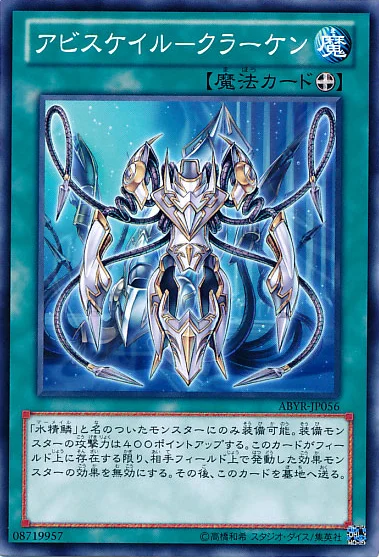 アビスケイル－クラーケン
魔
【魔法カード】
ABYR-JP056
「水精鱗」と名のついたモンスターにのみ装備可能。装備モン
スターの攻撃力は４００ポイントアップする。このカードがフィー
ルド上に存在する限り、相手フィールド上で発動した効果モン
スターの効果を無効にする。その後、このカードを墓地へ送る。
08719957
©高橋和希 スタジオ・ダイス/集英社